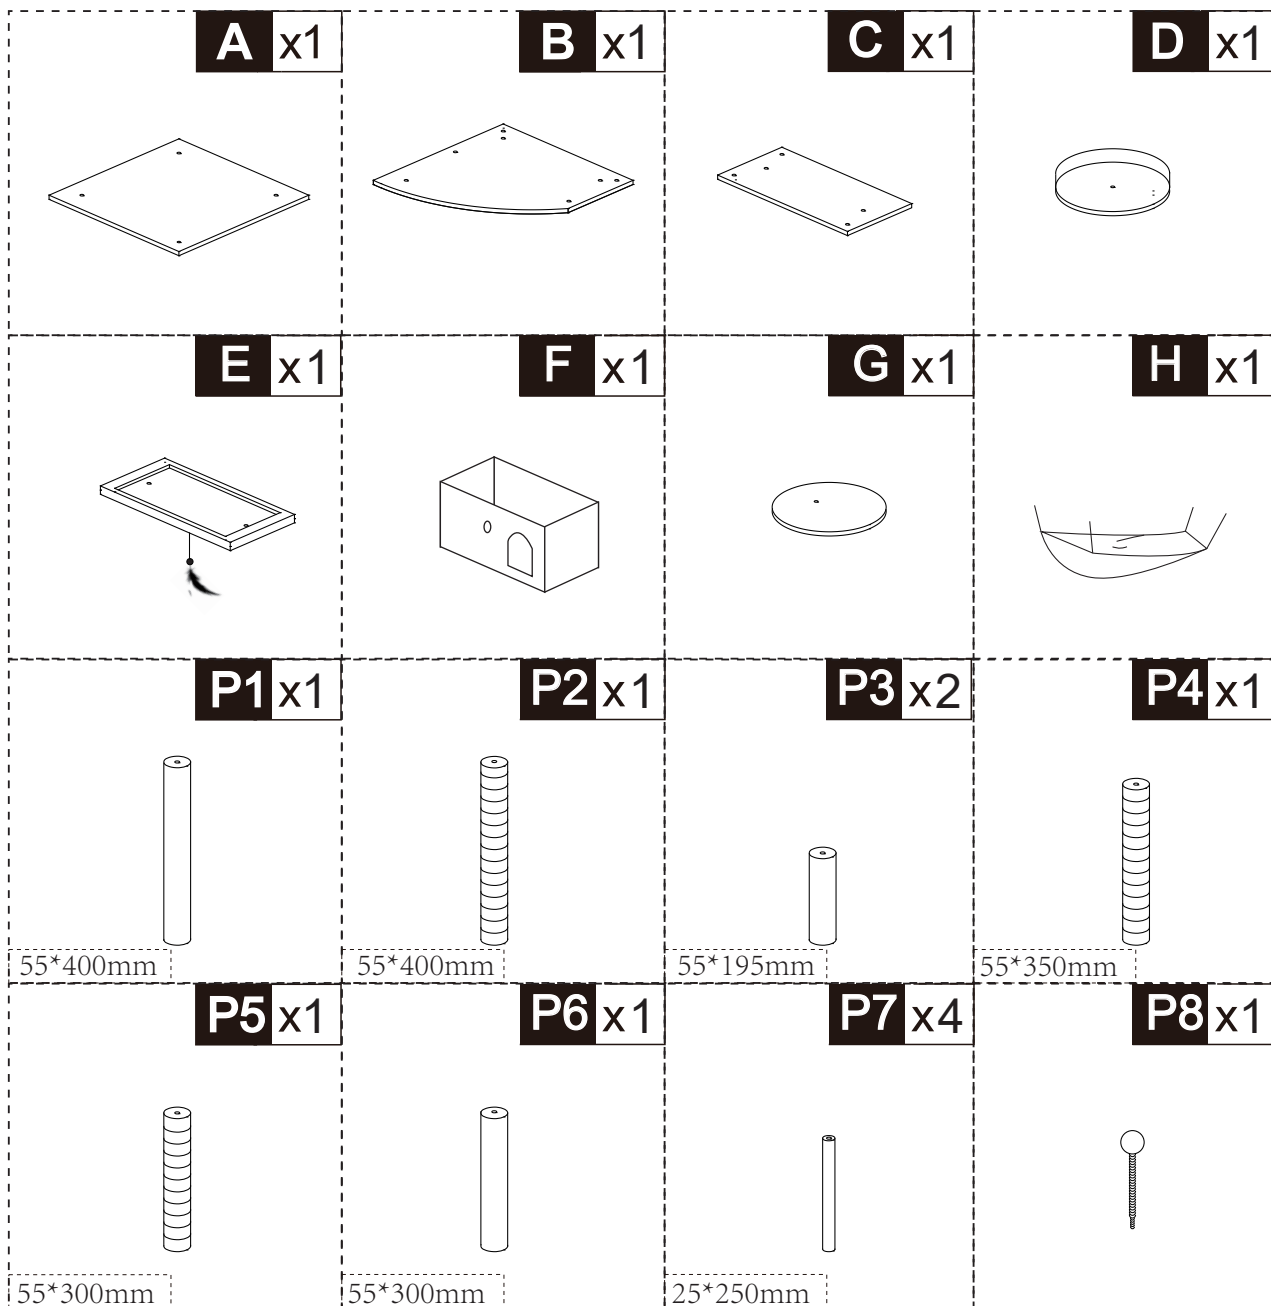 A x1 B x1 C x1 D x1
E x1 F x1 G x1 H x1
P1 x1 P2 x1 P3 x2 P4 x1
55*400mm 55*400mm 55*195mm 55*350mm
P5 x1 P6 x1 P7 x4 P8 x1
55*300mm 55*300mm 25*250mm